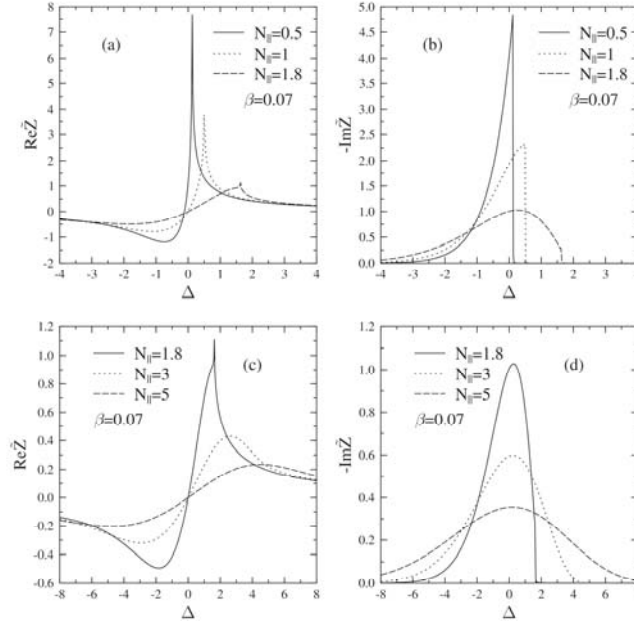 (a)
N||=0.5
N||=1
N||=1.8
β=0.07
ReZ̃
8
7
6
5
4
3
2
1
0
-1
-2
-4 -3 -2 -1 0 1 2 3 4
Δ
(b)
N||=0.5
N||=1
N||=1.8
β=0.07
-ImZ̃
5.0
4.5
4.0
3.5
3.0
2.5
2.0
1.5
1.0
0.5
0.0
-4 -3 -2 -1 0 1 2 3
Δ
(c)
N||=1.8
N||=3
N||=5
β=0.07
ReZ̃
1.2
1.0
0.8
0.6
0.4
0.2
0.0
-0.2
-0.4
-0.6
-8 -6 -4 -2 0 2 4 6 8
Δ
(d)
N||=1.8
N||=3
N||=5
β=0.07
-ImZ̃
1.2
1.0
0.8
0.6
0.4
0.2
0.0
-8 -6 -4 -2 0 2 4 6
Δ